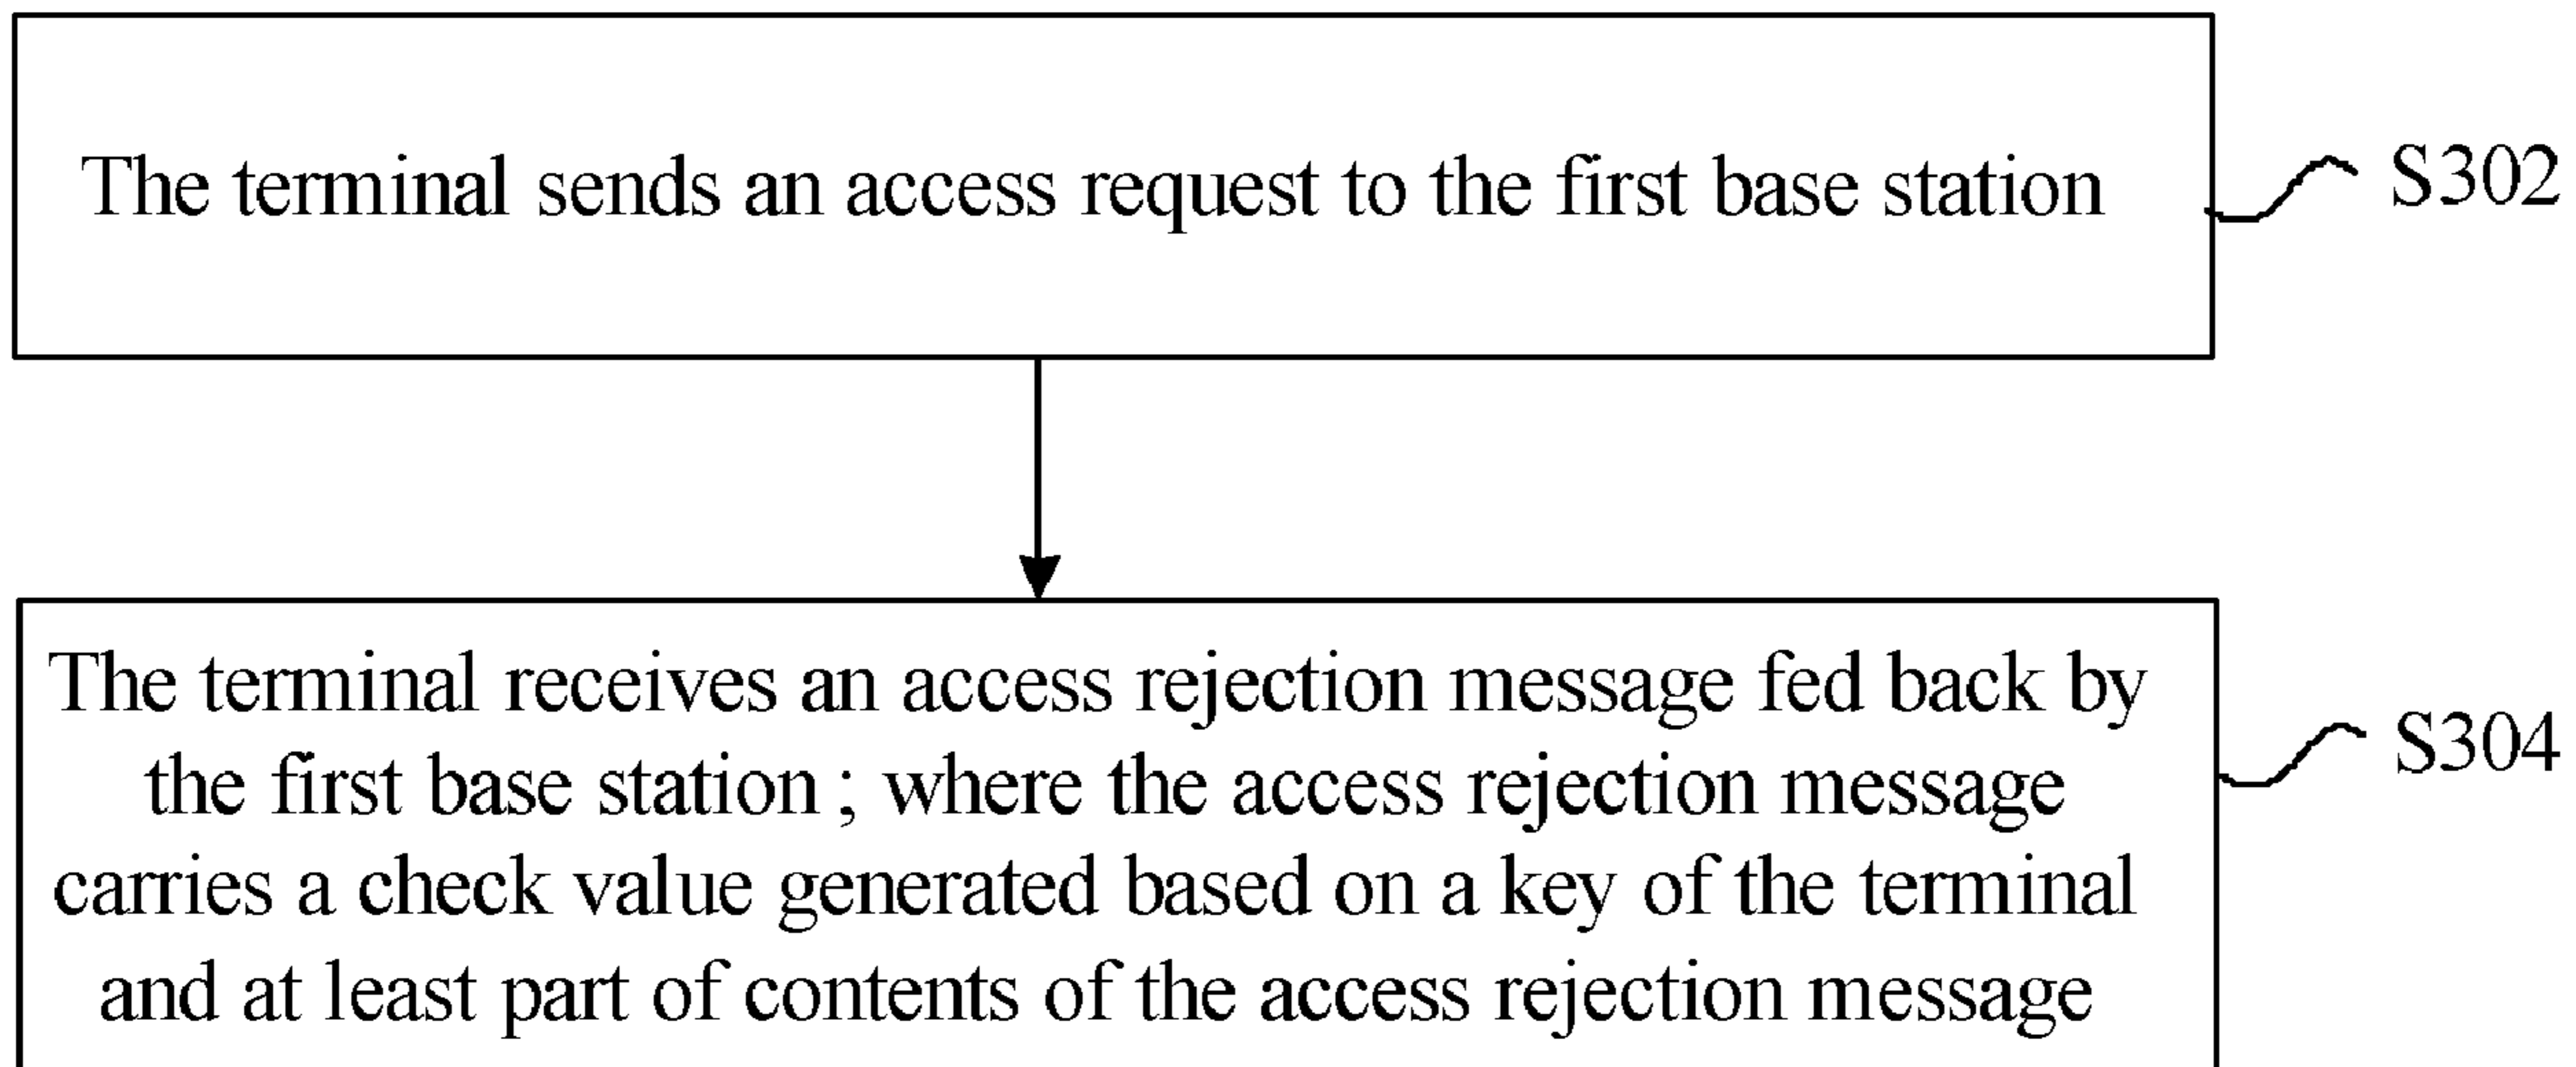 The terminal sends an access request to the first base station
S302
The terminal receives an access rejection message fed back by
the first base station ; where the access rejection message
carries a check value generated based on a key of the terminal
and at least part of contents of the access rejection message
S304